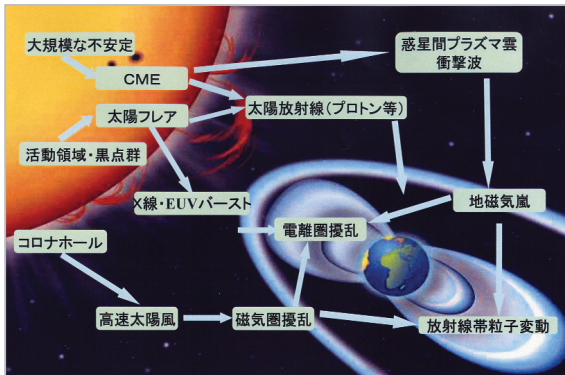 大規模な不安定
CME
惑星間プラズマ雲
衝撃波
太陽フレア
太陽放射線(プロトン等)
活動領域・黒点群
X線・EUVバースト
地磁気嵐
電離圏擾乱
コロナホール
高速太陽風
磁気圏擾乱
放射線帯粒子変動